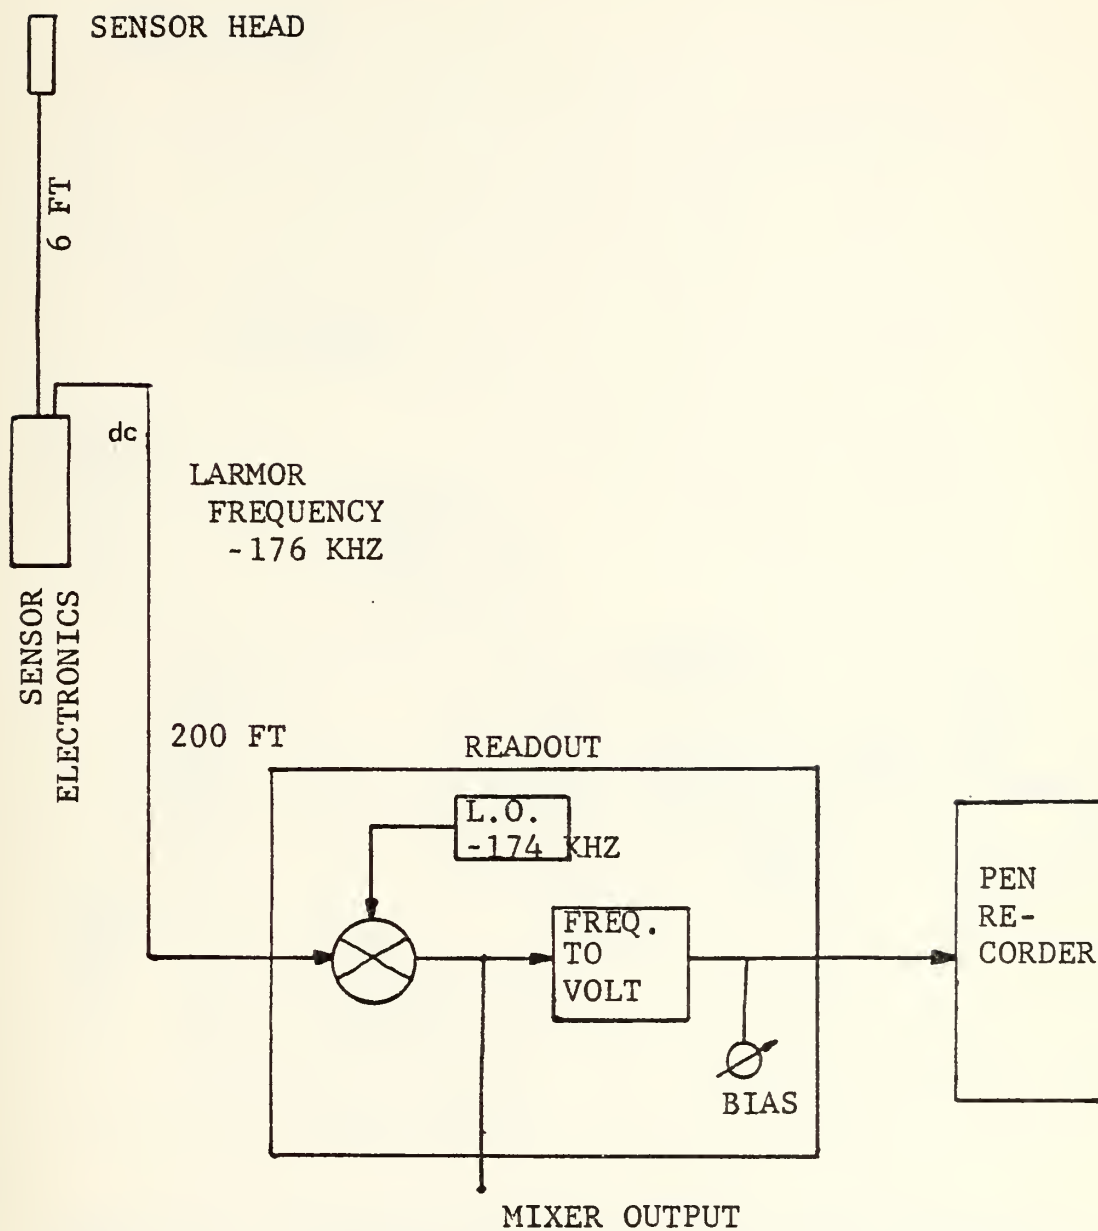 SENSOR HEAD
6 FT
dc
LARMOR
FREQUENCY
~176 KHZ
SENSOR
ELECTRONICS
200 FT
READOUT
L.O.
~174 KHZ
FREQ.
TO
VOLT
BIAS
PEN
RE-
CORDER
MIXER OUTPUT